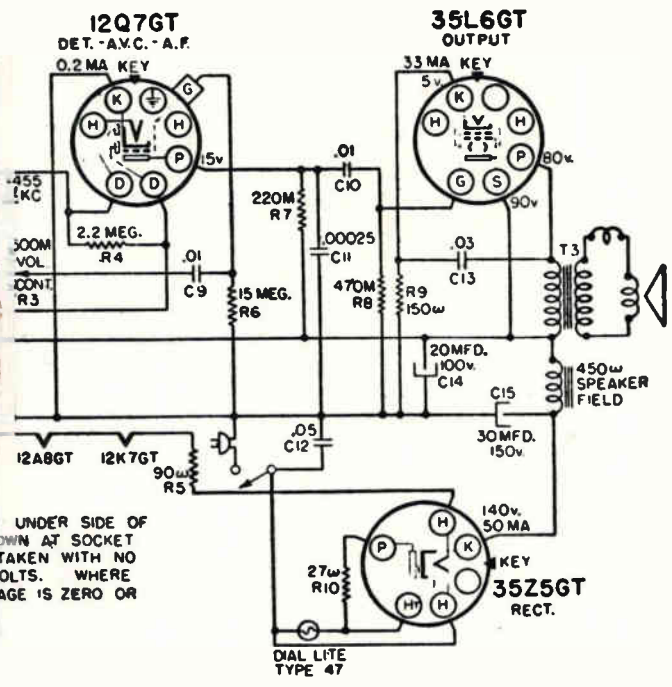 12Q7GT
DET.-A.V.C.-A.F.
0.2 MA KEY
K
G
H
H
P
D
D
15v
35L6GT
OUTPUT
33 MA KEY
5v.
K
H
H
P
G
S
80v.
90v
455
KC
500M
VOL
CONT.
R3
2.2 MEG.
R4
.01
C9
15 MEG.
R6
220M
R7
.01
C10
.00025
C11
470M
R8
R9
150ω
.03
C13
T3
20MFD.
100v.
C14
450ω
SPEAKER
FIELD
C15
30MFD.
150v.
.05
C12
12A8GT
12K7GT
90ω
R5
UNDER SIDE OF
OWN AT SOCKET
TAKEN WITH NO
OLTS. WHERE
AGE IS ZERO OR
140v.
50 MA
H
P
K
KEY
27ω
R10
HT
H
35Z5GT
RECT.
DIAL LITE
TYPE 47